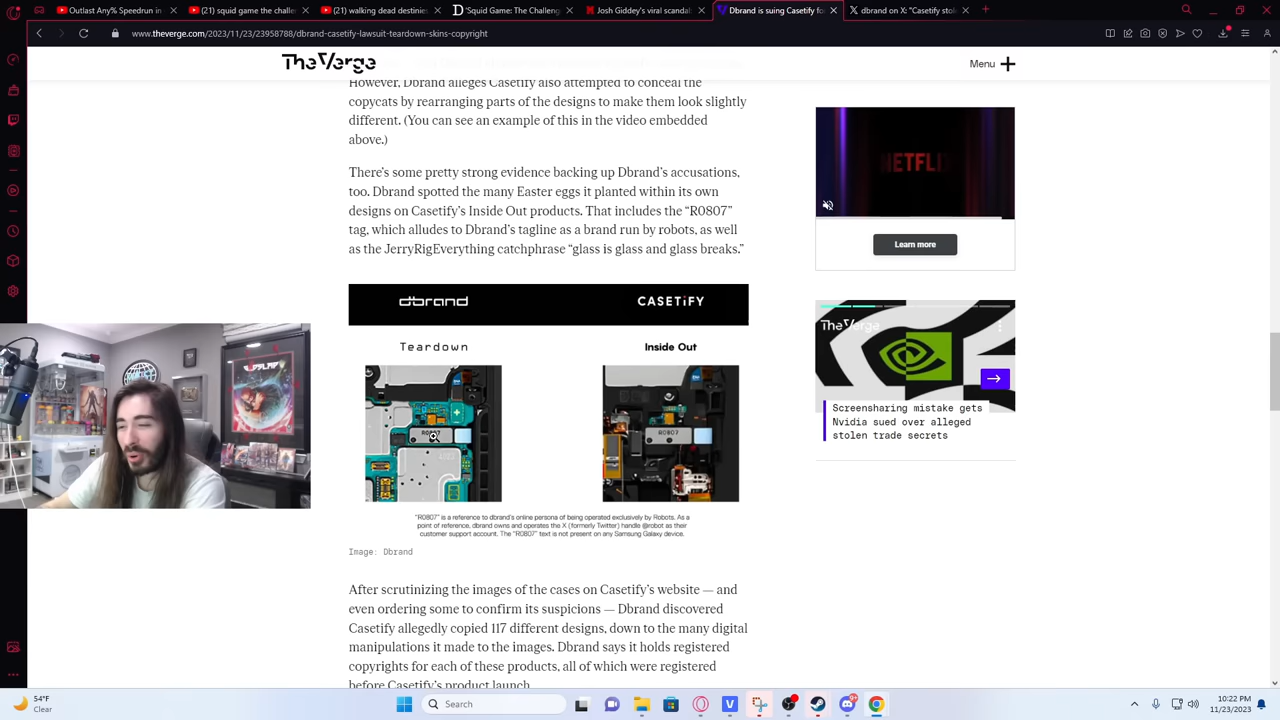 Outlast Any% Speedrun in
(21) squid game the challe
(21) walking dead
'Squid Game: The Challeng
Josh Giddey's viral scandal
Dbrand is suing Casetify fo
dbrand on X: "Casetify stole
www.theverge.com/2023/11/23/23958788/dbrand-casetify-lawsuit-teardown-skins-copyright
The Verge
Menu
However, Dbrand alleges Casetify also attempted to conceal the
copycats by rearranging parts of the designs to make them look slightly
different. (You can see an example of this in the video embedded
above.)
There's some pretty strong evidence backing up Dbrand's accusations,
too. Dbrand spotted the many Easter eggs it planted within its own
designs on Casetify's Inside Out products. That includes the "R0807"
tag, which alludes to Dbrand's tagline as a brand run by robots, as well
as the JerryRigEverything catchphrase "glass is glass and glass breaks."
dbrand
CASETiFY
Teardown
Inside Out
R0807
R0807
"R0807" is a reference to dbrand's online persona of being operated exclusively by Robots. As a
point of reference, dbrand owns and operates the X (formerly Twitter) handle @robot as their
customer support account. The "R0807" text is not present on any Samsung Galaxy device.
Image: Dbrand
After scrutinizing the images of the cases on Casetify's website — and
even ordering some to confirm its suspicions — Dbrand discovered
Casetify allegedly copied 117 different designs, down to the many digital
manipulations it made to the images. Dbrand says it holds registered
copyrights for each of these products, all of which were registered
before Casetify's product launch.
NETFLI
Learn more
The Verge
Screensharing mistake gets
Nvidia sued over alleged
stolen trade secrets
54°F
Clear
Search
10:22 PM
11/23/2023